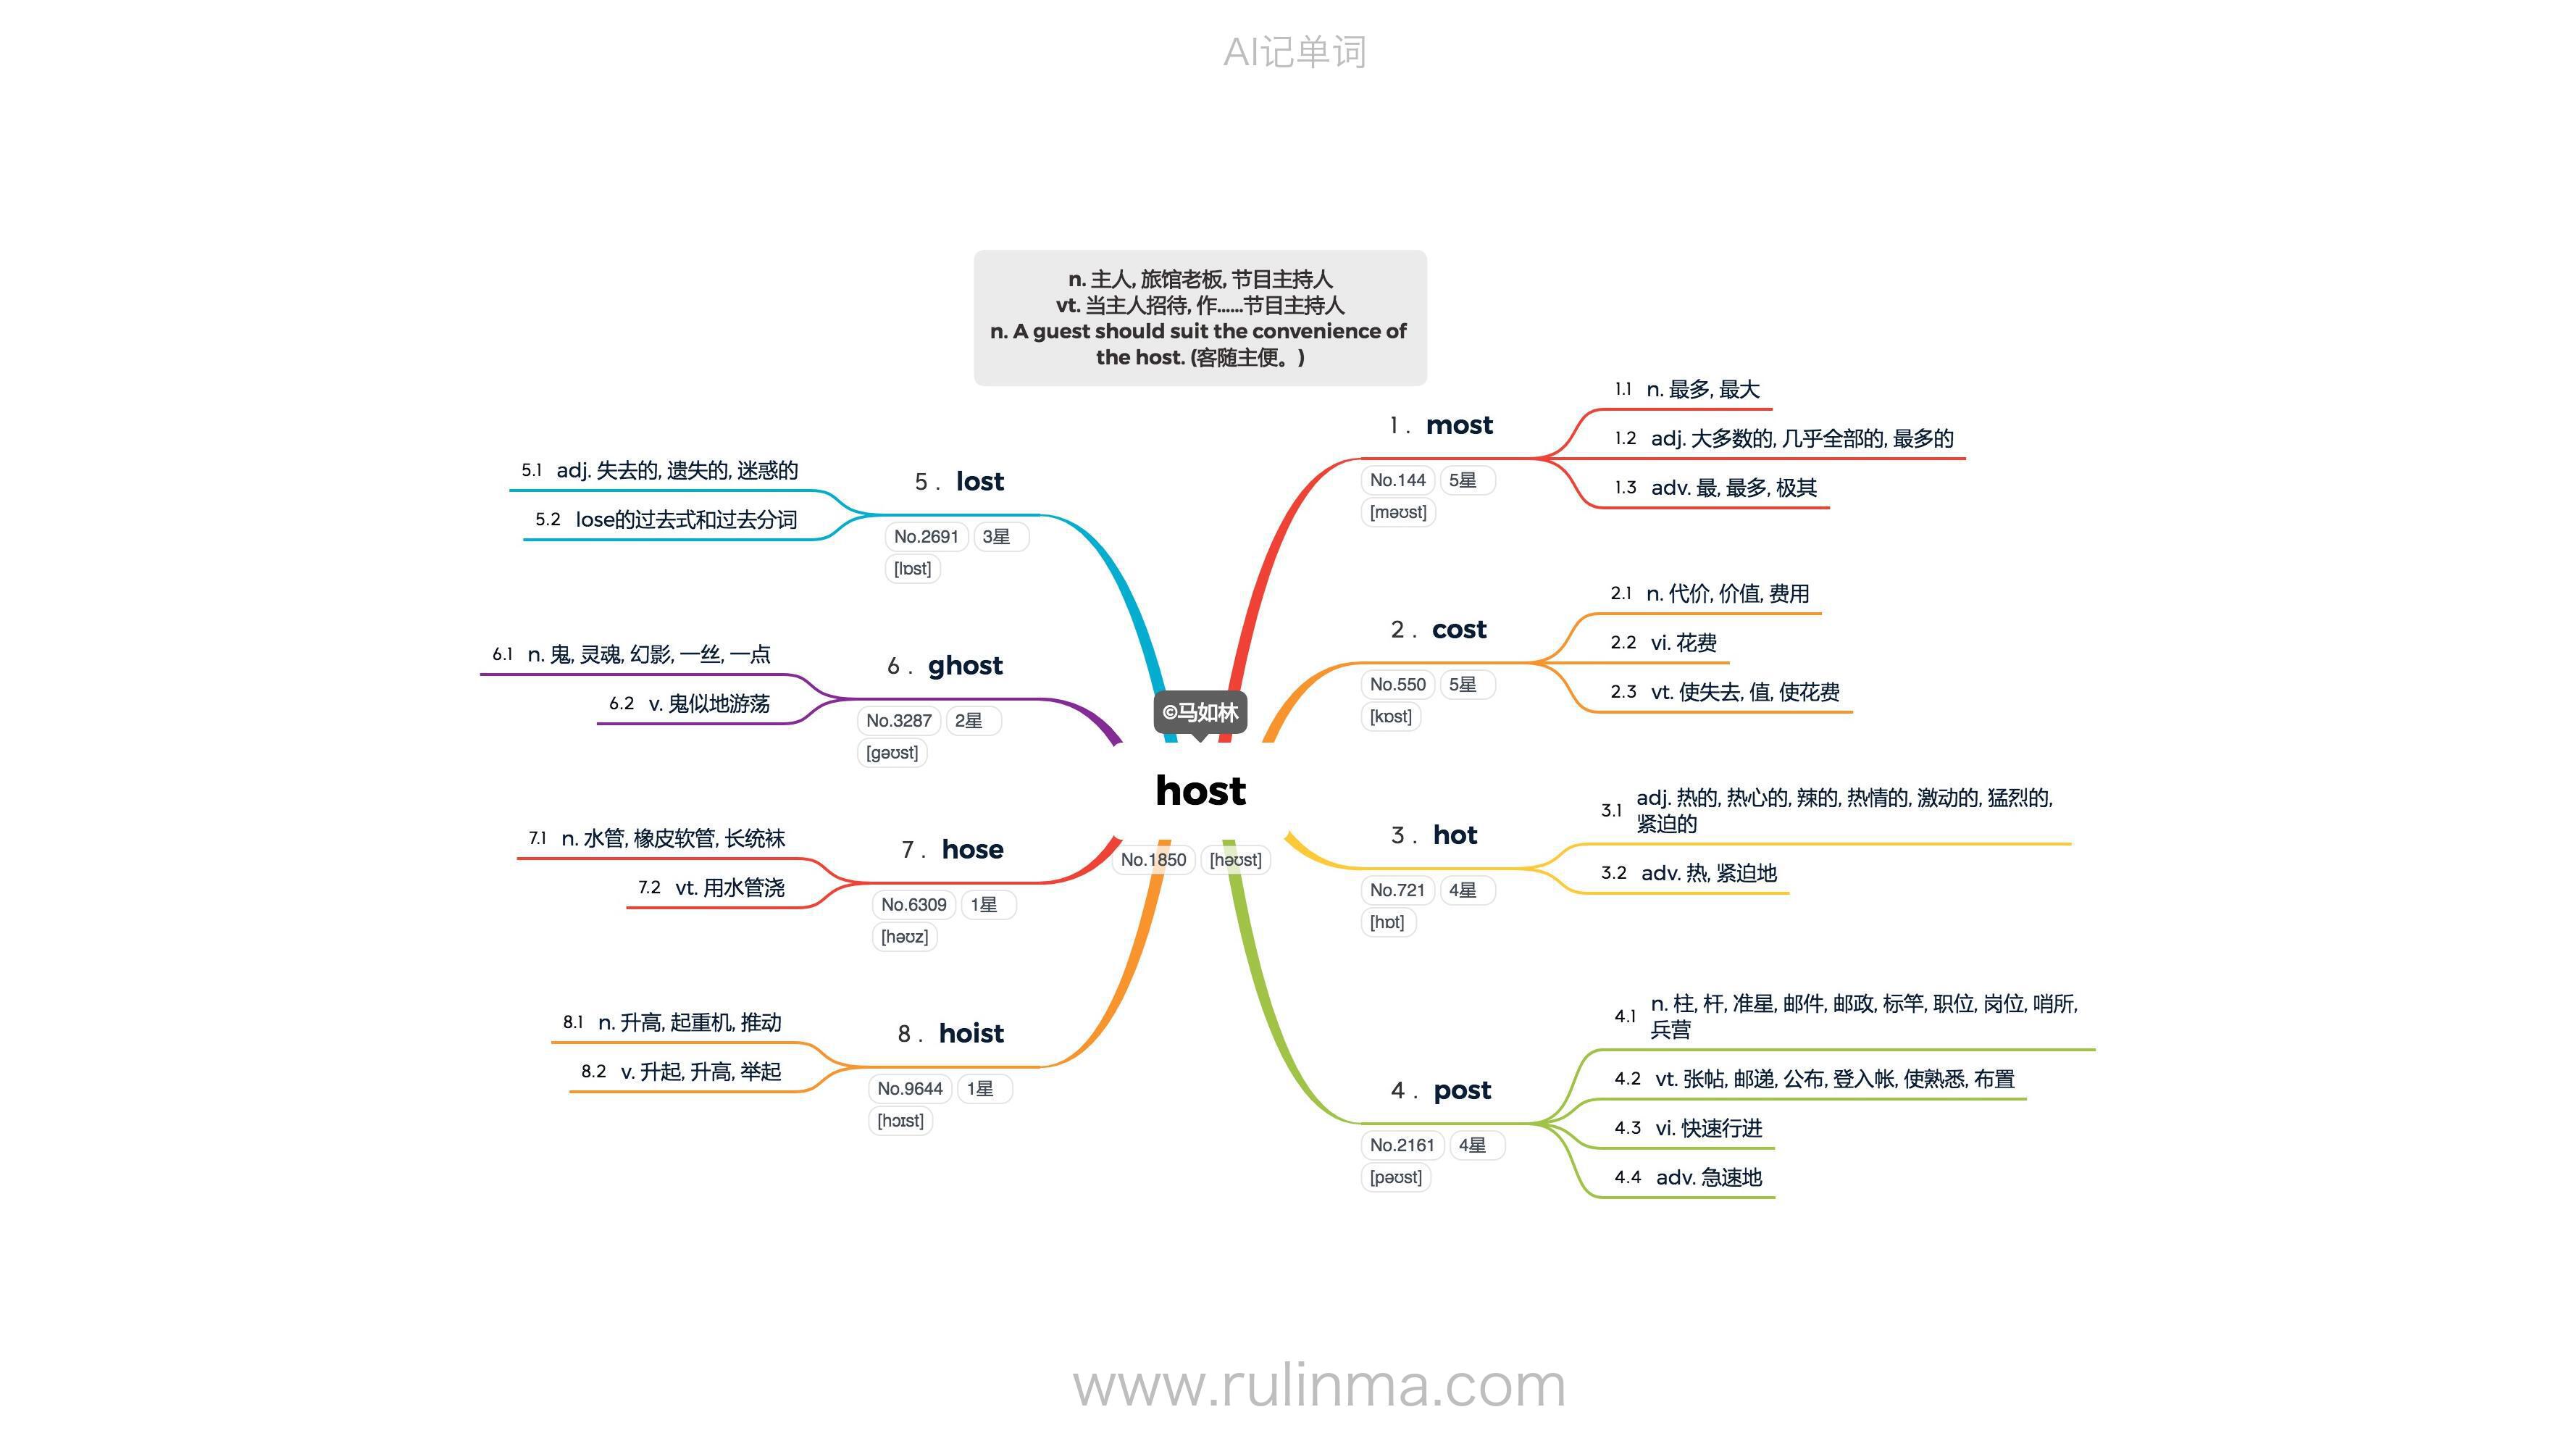 AI记单词
n. 主人, 旅馆老板, 节目主持人
vt. 当主人招待, 作……节目主持人
n. A guest should suit the convenience of
the host. (客随主便。)
©马如林
host
No.1850 [həʊst]
1 . most
No.144 5星
[məʊst]
1.1 n. 最多, 最大
1.2 adj. 大多数的, 几乎全部的, 最多的
1.3 adv. 最, 最多, 极其
2 . cost
No.550 5星
[kɒst]
2.1 n. 代价, 价值, 费用
2.2 vi. 花费
2.3 vt. 使失去, 值, 使花费
3 . hot
No.721 4星
[hɒt]
3.1 adj. 热的, 热心的, 辣的, 热情的, 激动的, 猛烈的,
紧迫的
3.2 adv. 热, 紧迫地
4 . post
No.2161 4星
[pəʊst]
4.1 n. 柱, 杆, 准星, 邮件, 邮政, 标竿, 职位, 岗位, 哨所,
兵营
4.2 vt. 张帖, 邮递, 公布, 登入帐, 使熟悉, 布置
4.3 vi. 快速行进
4.4 adv. 急速地
5 . lost
No.2691 3星
[lɒst]
5.1 adj. 失去的, 遗失的, 迷惑的
5.2 lose的过去式和过去分词
6 . ghost
No.3287 2星
[gəʊst]
6.1 n. 鬼, 灵魂, 幻影, 一丝, 一点
6.2 v. 鬼似地游荡
7 . hose
No.6309 1星
[həʊz]
7.1 n. 水管, 橡皮软管, 长统袜
7.2 vt. 用水管浇
8 . hoist
No.9644 1星
[hɔɪst]
8.1 n. 升高, 起重机, 推动
8.2 v. 升起, 升高, 举起
www.rulinma.com